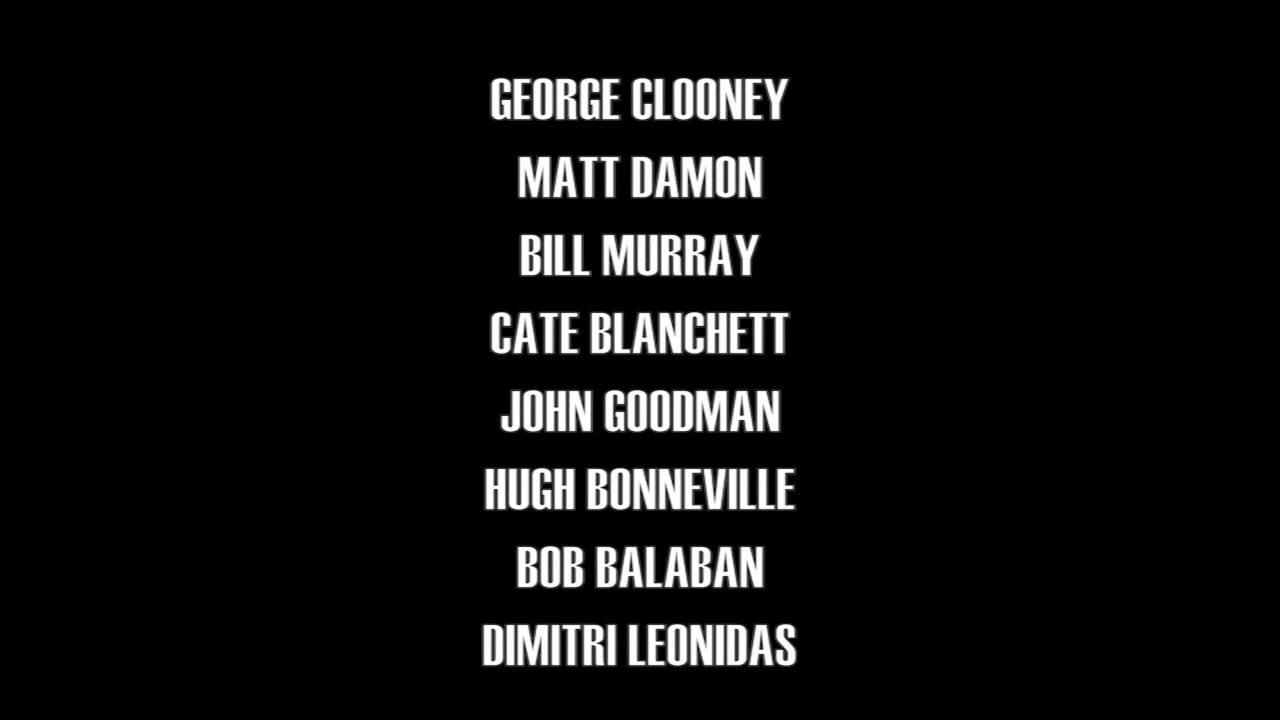 GEORGE CLOONEY
MATT DAMON
BILL MURRAY
CATE BLANCHETT
JOHN GOODMAN
HUGH BONNEVILLE
BOB BALABAN
DIMITRI LEONIDAS